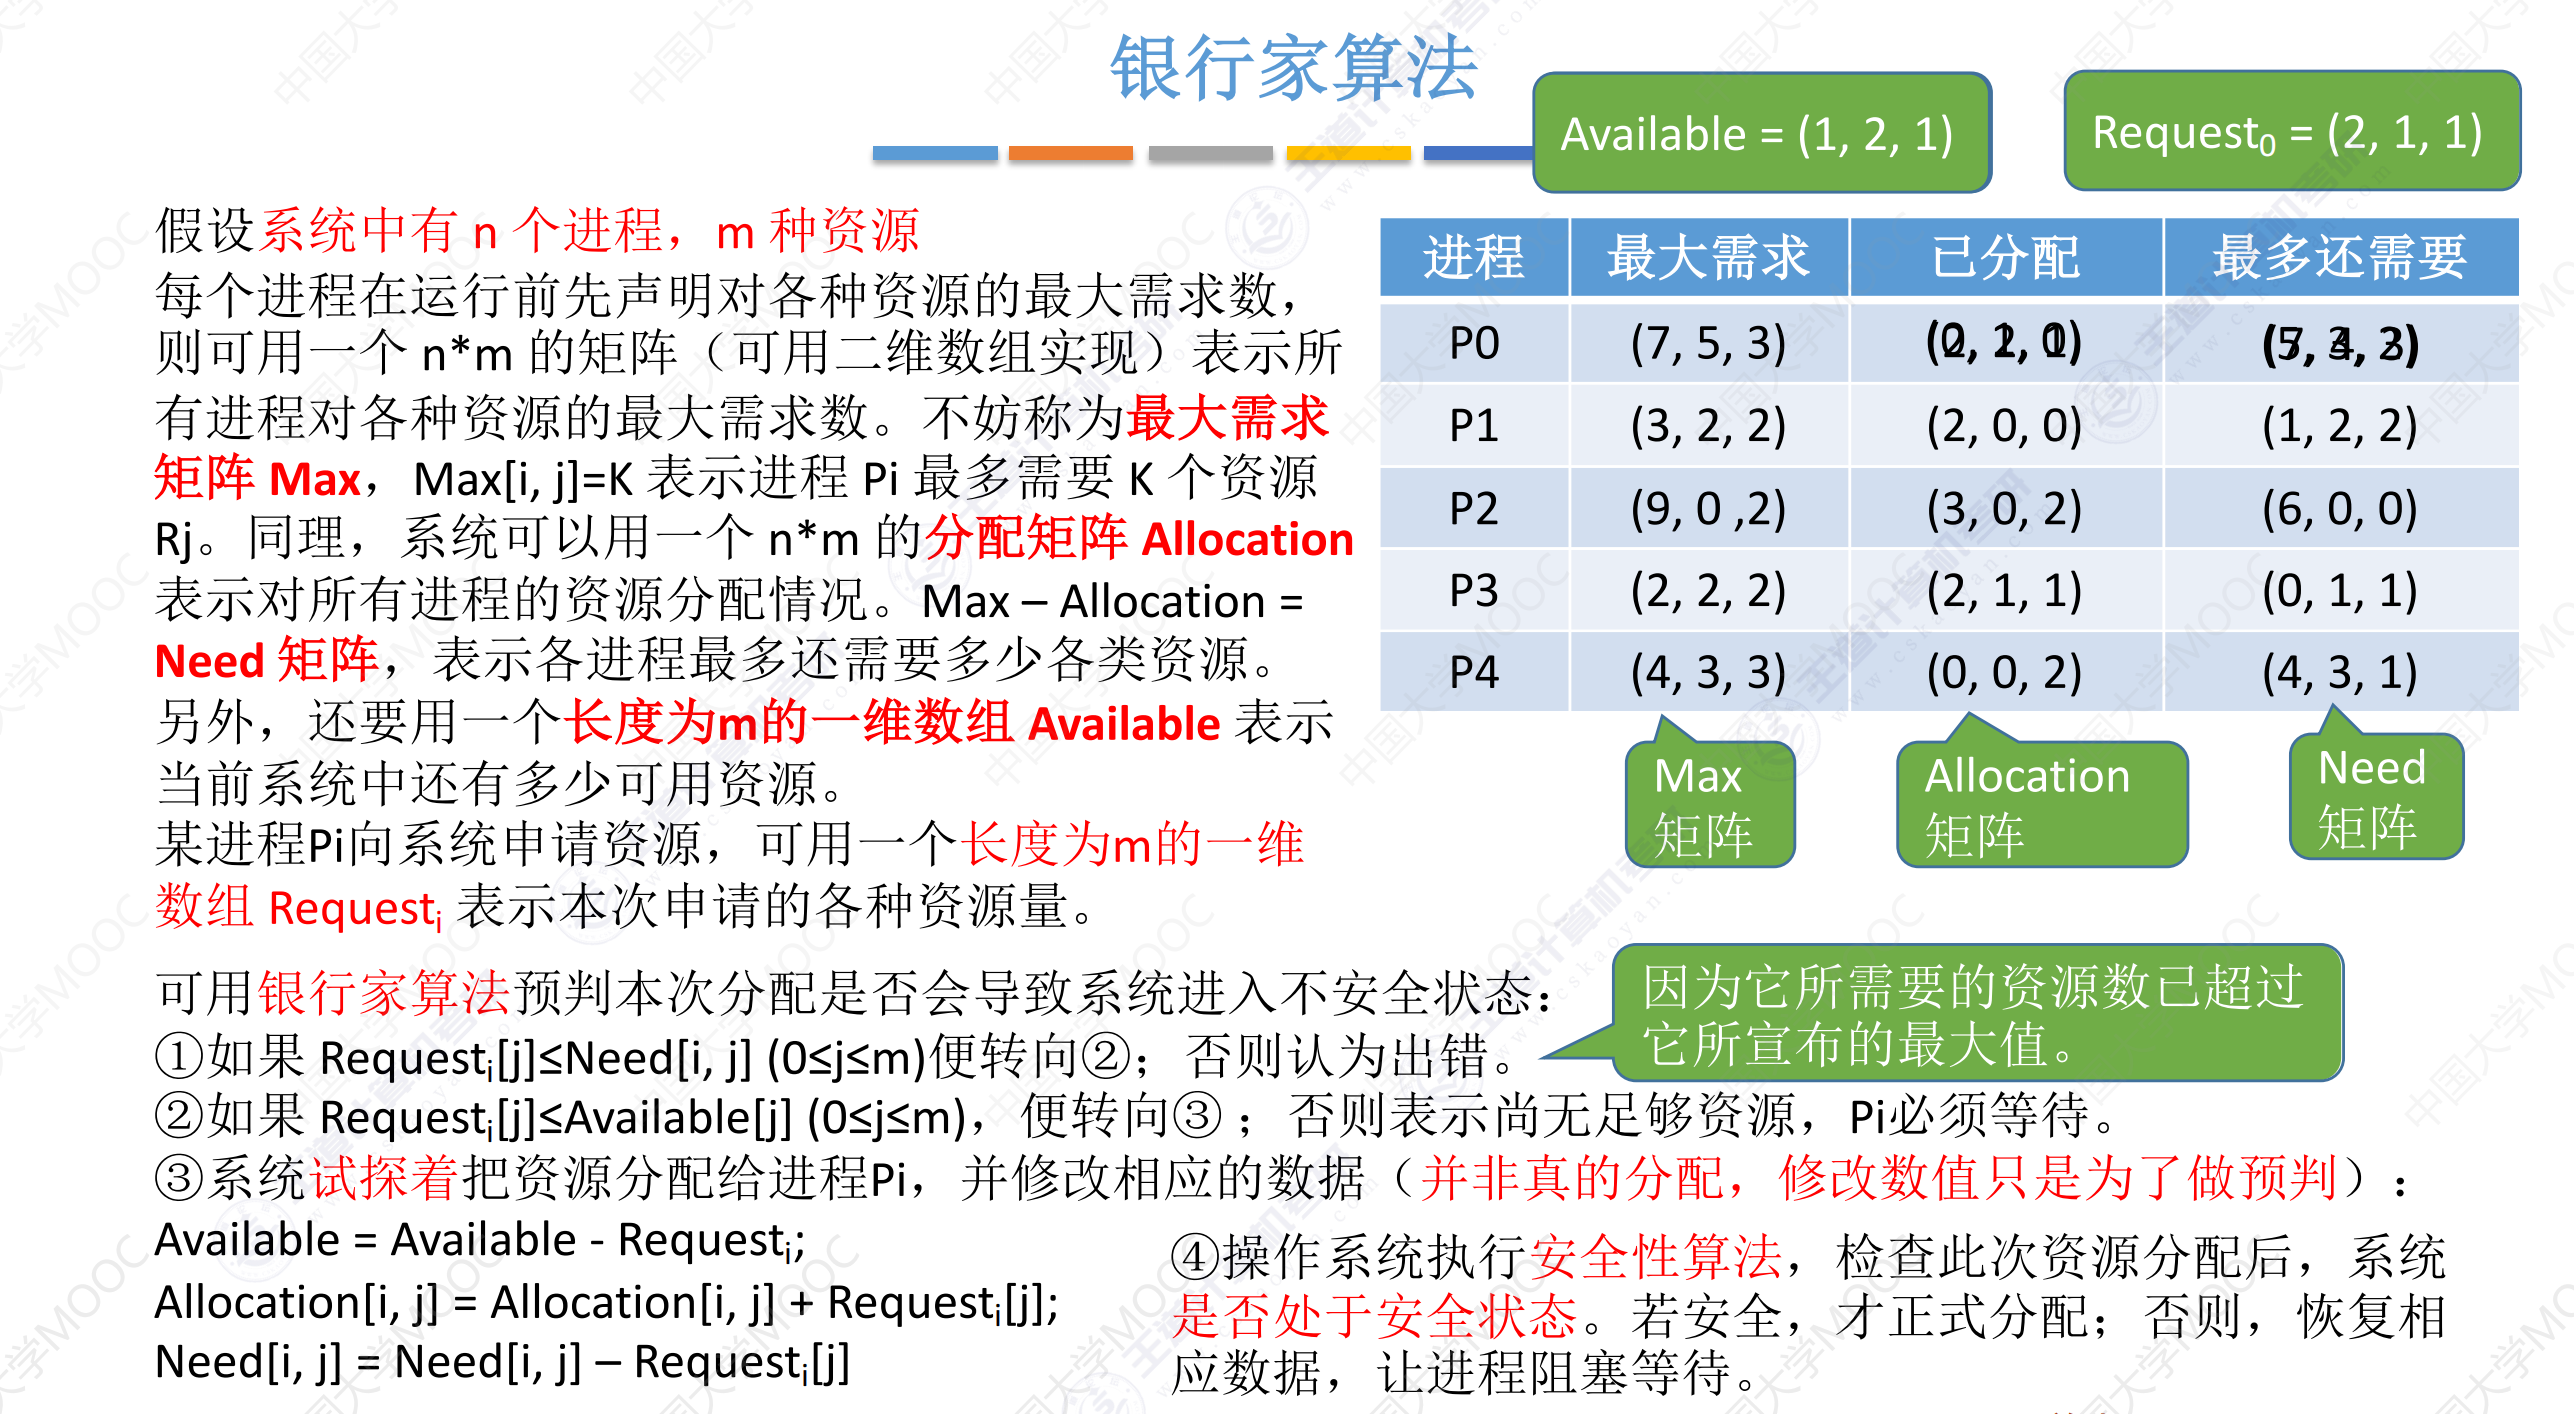 银行家算法
Available = (1, 2, 1)
Request0 = (2, 1, 1)
假设系统中有 n 个进程，m 种资源
每个进程在运行前先声明对各种资源的最大需求数，
则可用一个 n*m 的矩阵（可用二维数组实现）表示所
有进程对各种资源的最大需求数。不妨称为最大需求
矩阵 Max，Max[i, j]=K 表示进程 Pi 最多需要 K 个资源
Rj。同理，系统可以用一个 n*m 的分配矩阵 Allocation
表示对所有进程的资源分配情况。Max – Allocation =
Need 矩阵，表示各进程最多还需要多少各类资源。
另外，还要用一个长度为m的一维数组 Available 表示
当前系统中还有多少可用资源。
某进程Pi向系统申请资源，可用一个长度为m的一维
数组 Requesti 表示本次申请的各种资源量。
进程 最大需求 已分配 最多还需要
P0 (7, 5, 3)
P1 (3, 2, 2) (2, 0, 0) (1, 2, 2)
P2 (9, 0 ,2) (3, 0, 2) (6, 0, 0)
P3 (2, 2, 2) (2, 1, 1) (0, 1, 1)
P4 (4, 3, 3) (0, 0, 2) (4, 3, 1)
Max
矩阵
Allocation
矩阵
Need
矩阵
可用银行家算法预判本次分配是否会导致系统进入不安全状态：
①如果 Requesti[j]≤Need[i, j] (0≤j≤m)便转向②；否则认为出错。
因为它所需要的资源数已超过
它所宣布的最大值。
②如果 Requesti[j]≤Available[j] (0≤j≤m)，便转向③；否则表示尚无足够资源，Pi必须等待。
③系统试探着把资源分配给进程Pi，并修改相应的数据（并非真的分配，修改数值只是为了做预判）：
Available = Available - Requesti;
Allocation[i, j] = Allocation[i, j] + Requesti[j];
Need[i, j] = Need[i, j] – Requesti[j]
④操作系统执行安全性算法，检查此次资源分配后，系统
是否处于安全状态。若安全，才正式分配；否则，恢复相
应数据，让进程阻塞等待。
中国大学MOOC
王道计算机考研
www.cskaoyan.com